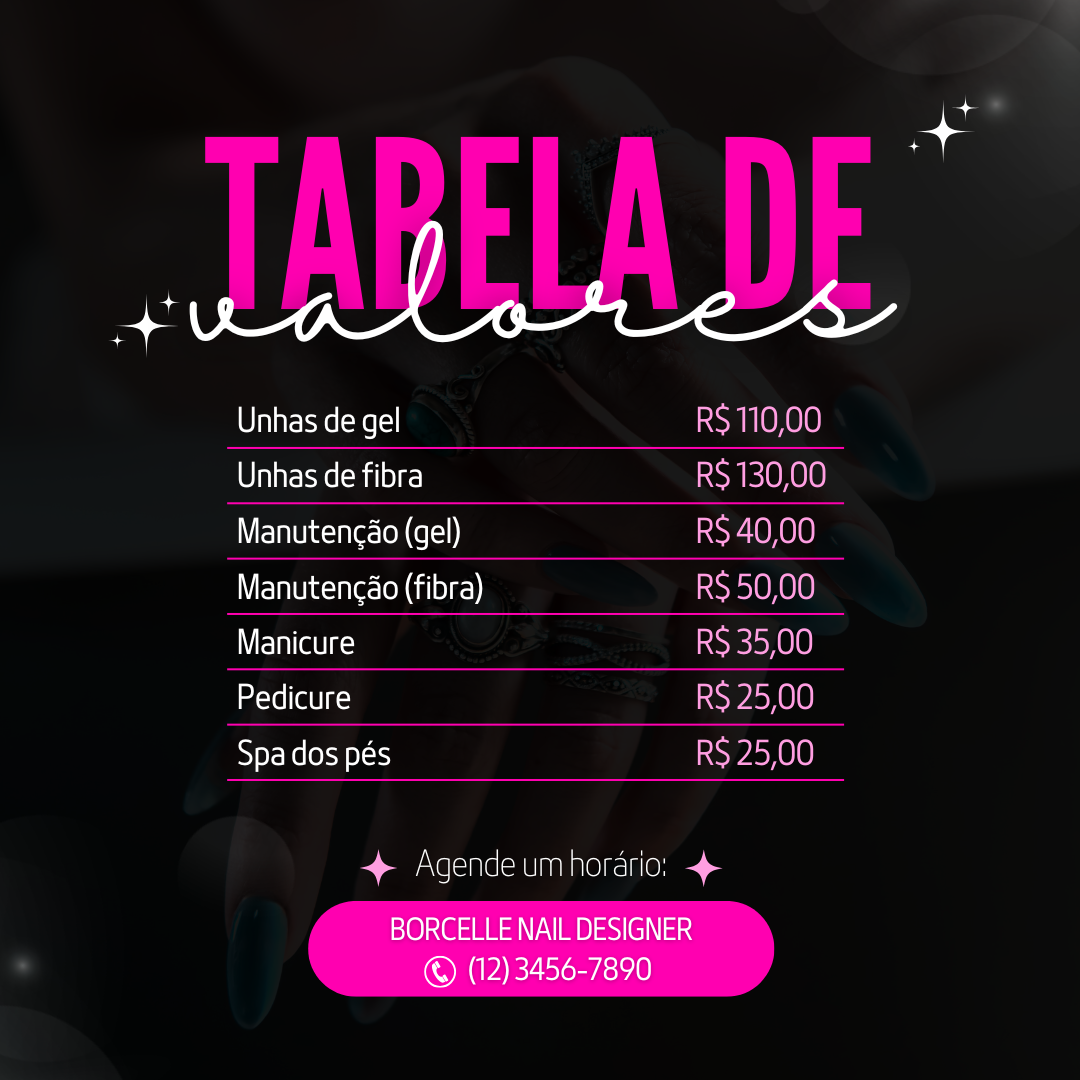 TABELA DE
valores
Unhas de gel R$ 110,00
Unhas de fibra R$ 130,00
Manutenção (gel) R$ 40,00
Manutenção (fibra) R$ 50,00
Manicure R$ 35,00
Pedicure R$ 25,00
Spa dos pés R$ 25,00
Agende um horário:
BORCELLE NAIL DESIGNER
(12) 3456-7890